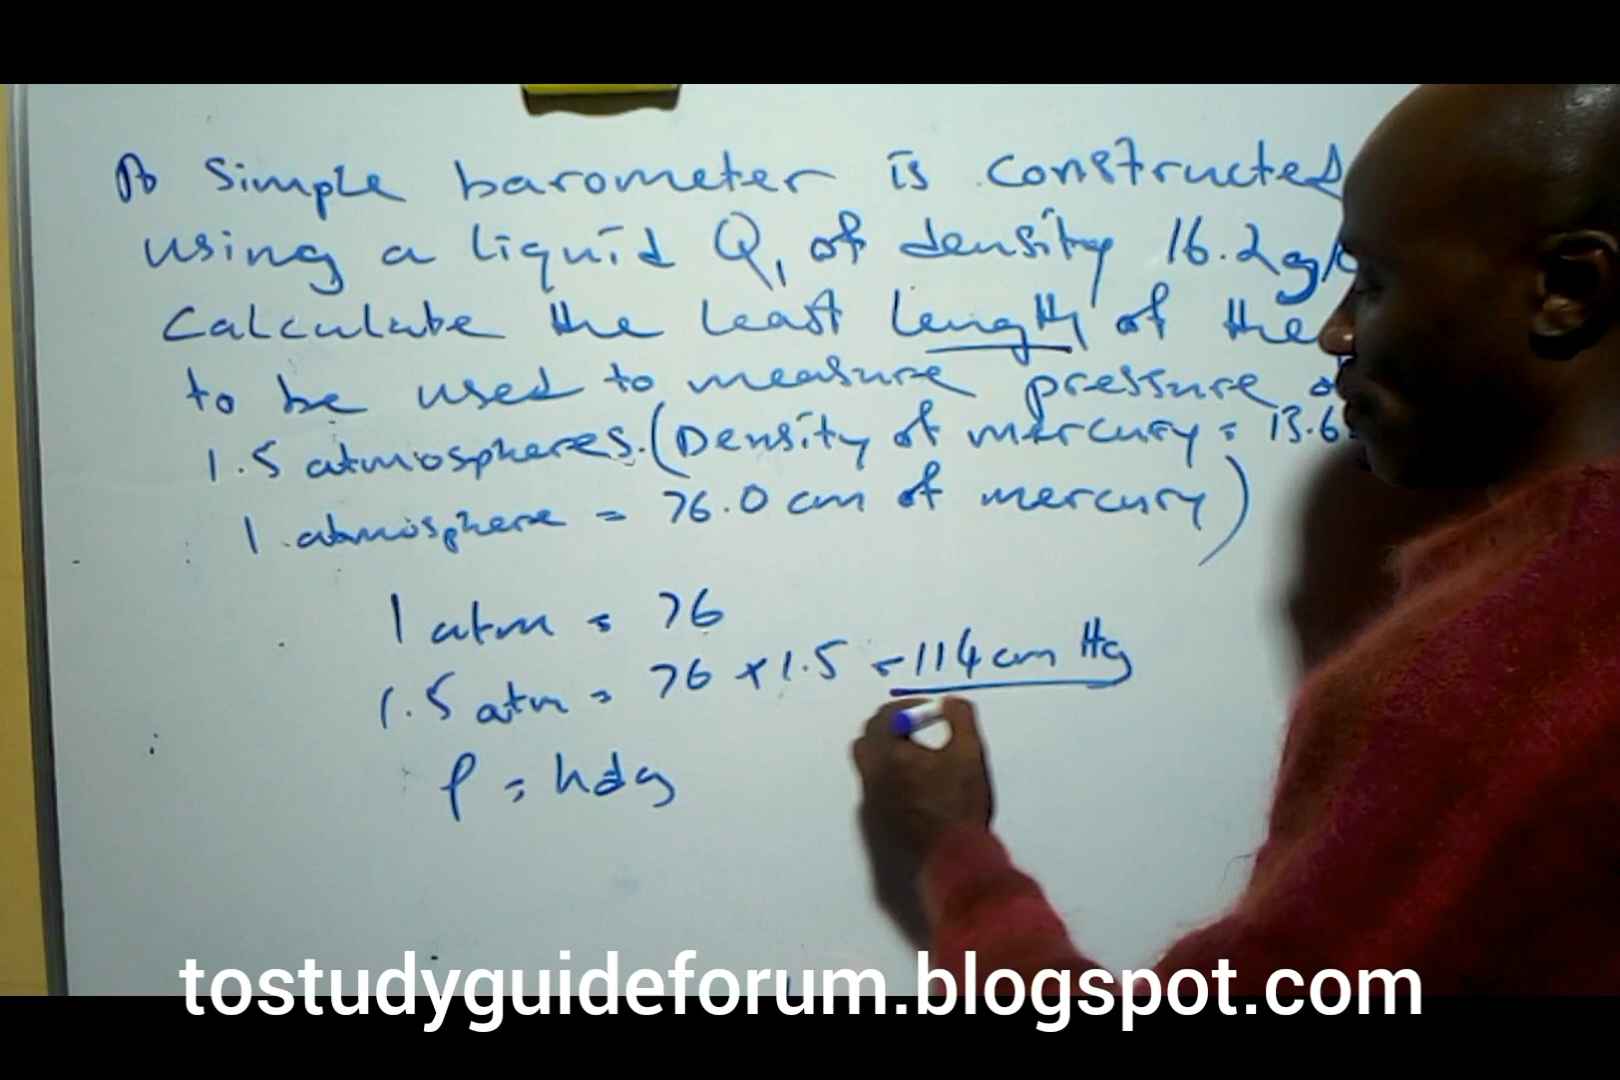 A simple barometer is constructed
using a liquid Q, of density 16.2g/
Calculate the least length of the
to be used to measure pressure
1.5 atmospheres. (Density of mercury = 13.6
1 atmosphere = 76.0 cm of mercury)
1 atm = 76
1.5 atm = 76 × 1.5 = 114 cm Hg
P = hdg
tostudyguideforum.blogspot.com